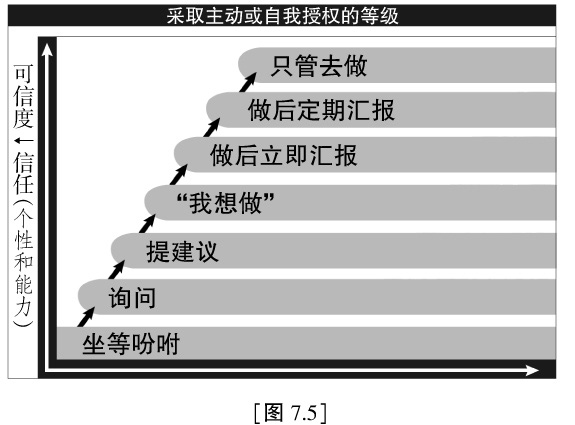 采取主动或自我授权的等级
只管去做
做后定期汇报
做后立即汇报
“我想做”
提建议
询问
坐等吩咐
可信度←信任(个性和能力)
[图 7.5]